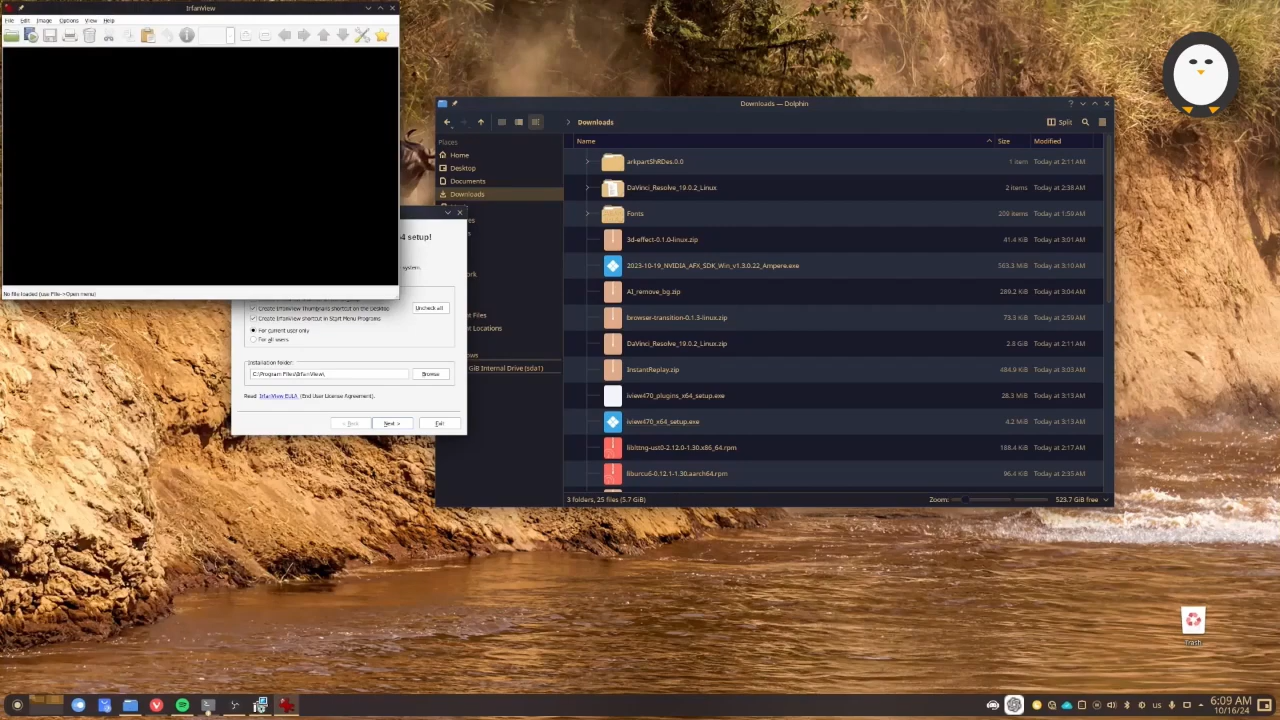 IrfanView
File Edit Image Options View Help
No file loaded (use File->Open menu)
64 setup!
system.
Create IrfanView Thumbnails shortcut on the Desktop
Uncheck all
Create IrfanView shortcut in Start Menu Programs
For current user only
For all users
Installation folder:
C:\Program Files\IrfanView\
Browse
Read IrfanView EULA (End User License Agreement).
< Back Next > Exit
Downloads — Dolphin
Downloads
Split
Places
Home
Desktop
Documents
Downloads
Files
Locations
GiB Internal Drive (sda1)
Name Size Modified
arkpartShRDes.0.0 1 item Today at 2:11 AM
DaVinci_Resolve_19.0.2_Linux 2 items Today at 2:38 AM
Fonts 209 items Today at 1:59 AM
3d-effect-0.1.0-linux.zip 41.4 KiB Today at 3:01 AM
2023-10-19_NVIDIA_AFX_SDK_Win_v1.3.0.22_Ampere.exe 563.3 MiB Today at 3:10 AM
AI_remove_bg.zip 289.2 KiB Today at 3:04 AM
browser-transition-0.1.3-linux.zip 73.3 KiB Today at 2:59 AM
DaVinci_Resolve_19.0.2_Linux.zip 2.8 GiB Today at 2:37 AM
InstantReplay.zip 484.9 KiB Today at 3:03 AM
iview470_plugins_x64_setup.exe 28.3 MiB Today at 3:13 AM
iview470_x64_setup.exe 4.2 MiB Today at 3:13 AM
liblttng-ust0-2.12.0-1.30.x86_64.rpm 188.4 KiB Today at 2:17 AM
liburcu6-0.12.1-1.30.aarch64.rpm 96.4 KiB Today at 2:35 AM
3 folders, 25 files (5.7 GiB)
Zoom:
523.7 GiB free
Trash
us
6:09 AM
10/16/24